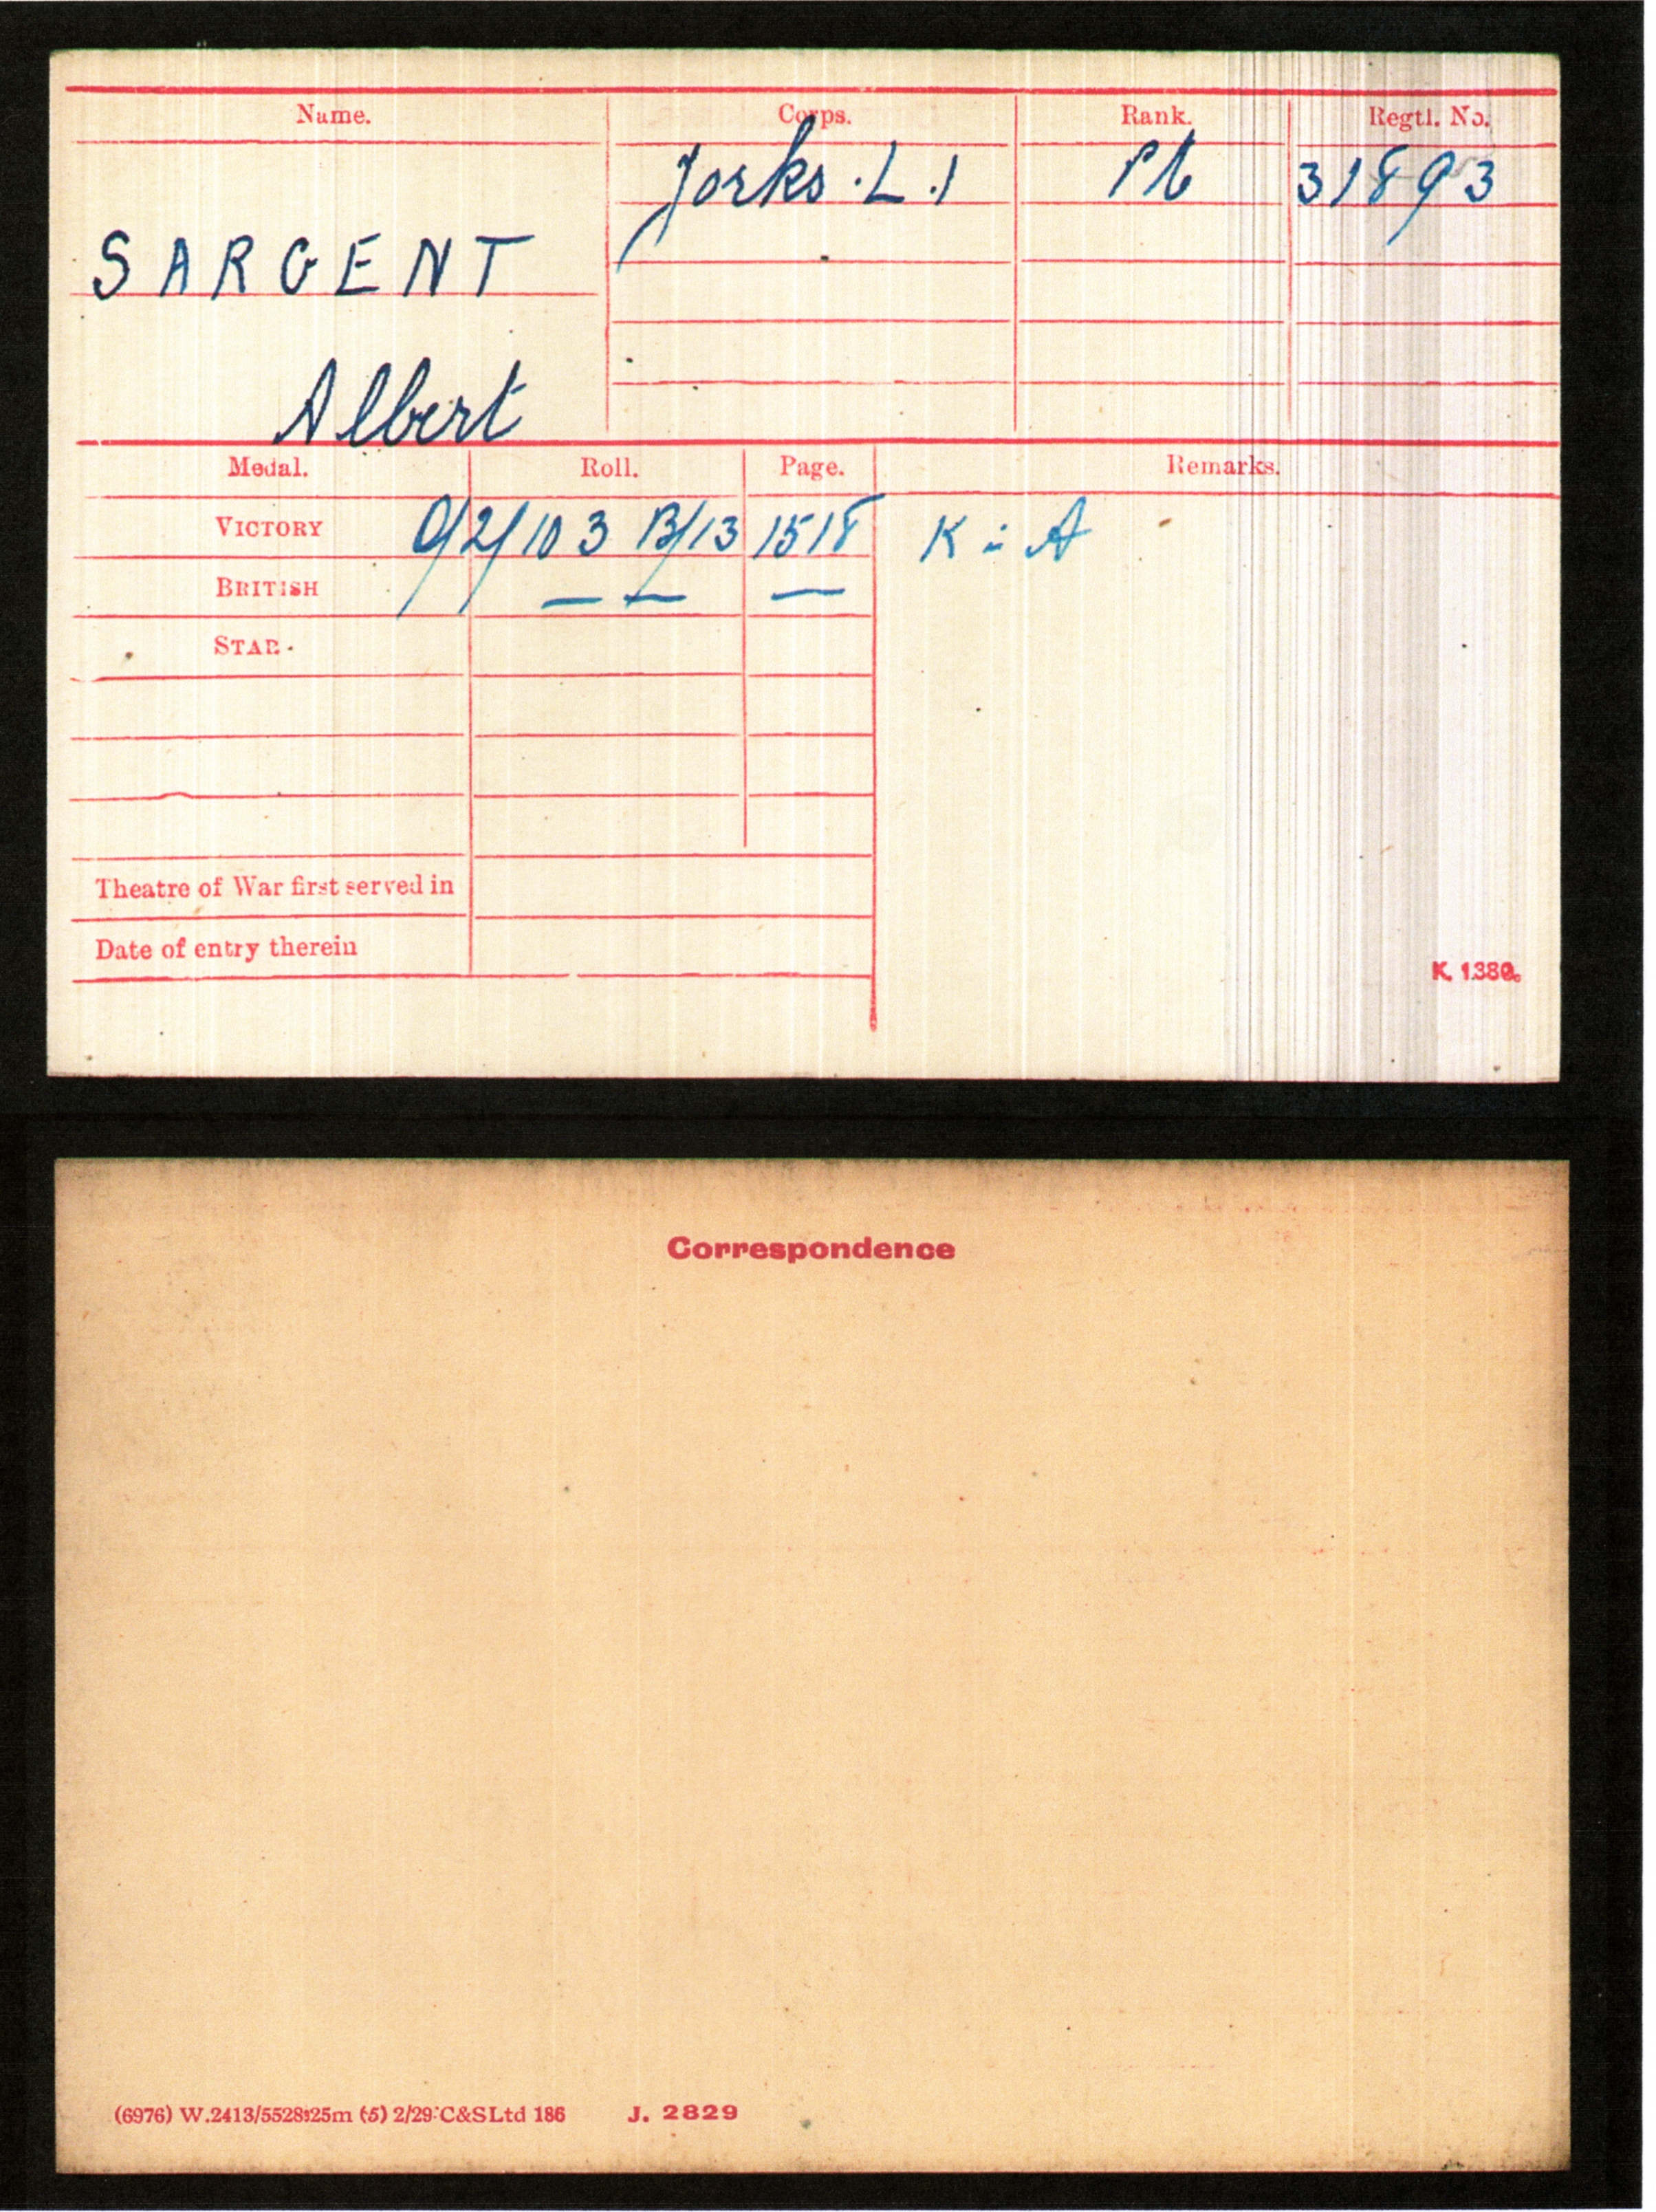 Name. Corps. Rank. Regtl. No.
Yorks. L. I Pte 31893
SARGENT
Albert
Medal. Roll. Page. Remarks.
VICTORY O/2/103 B/13 1518 K in A
BRITISH — — —
STAR.
Theatre of War first served in
Date of entry therein
K. 1380.
Correspondence
(6976) W.2413/5528 25m (5) 2/29 C&S Ltd 186 J. 2829